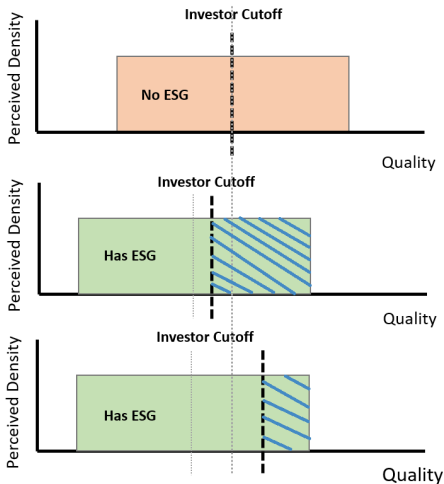 Investor Cutoff
Perceived Density
No ESG
Quality
Investor Cutoff
Perceived Density
Has ESG
Quality
Investor Cutoff
Perceived Density
Has ESG
Quality